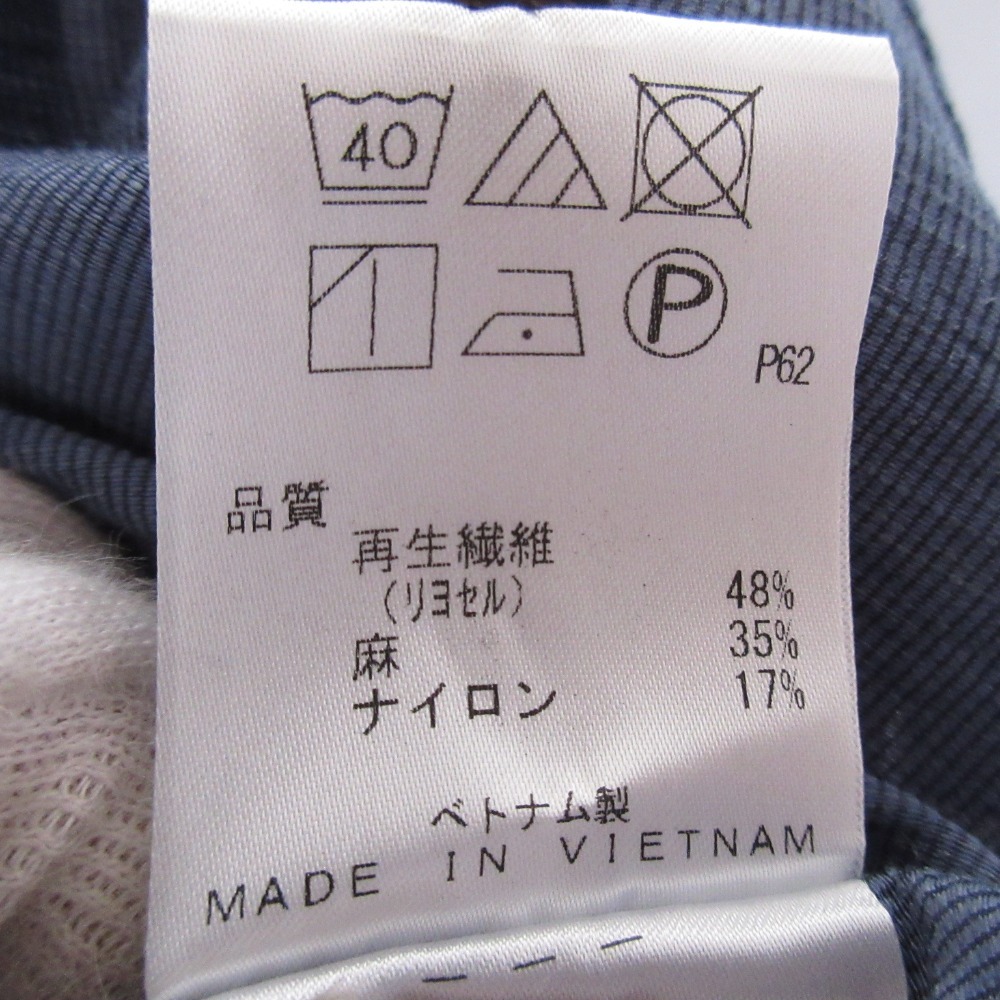 40
P
P62
品質
再生繊維
(リヨセル) 48%
麻 35%
ナイロン 17%
ベトナム製
MADE IN VIETNAM